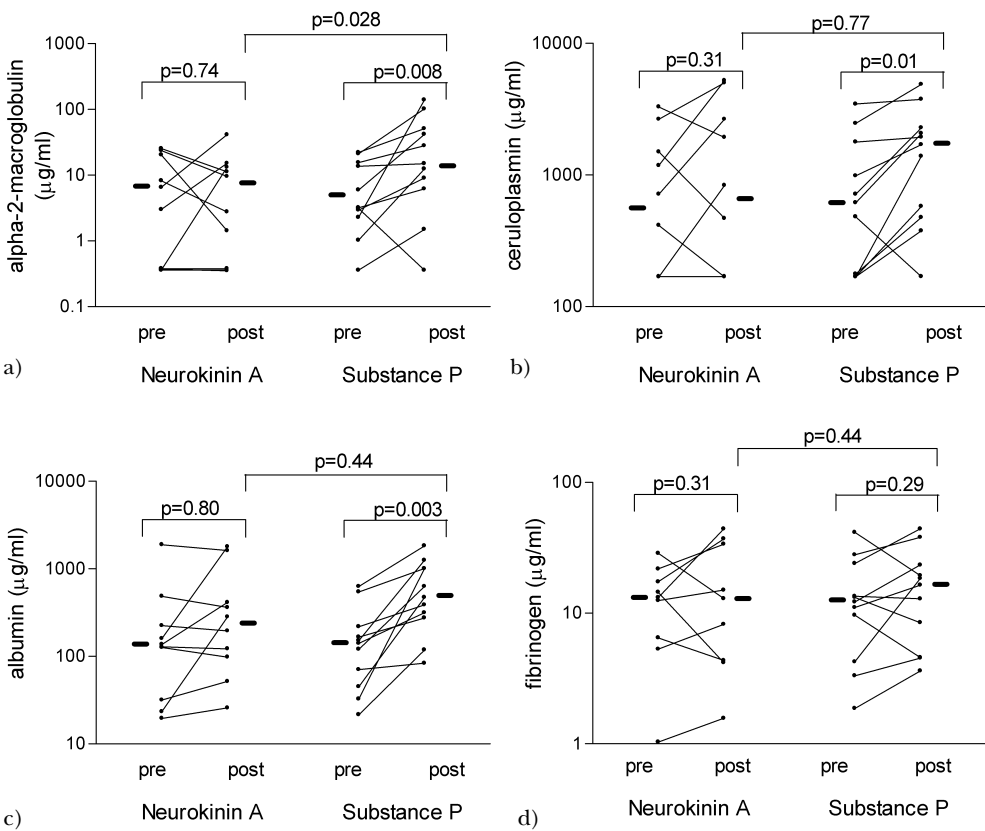 p=0.028
1000
p=0.74
p=0.008
100
10
1
0.1
alpha-2-macroglobulin
(μg/ml)
pre
post
pre
post
Neurokinin A
Substance P
a)
p=0.77
10000
p=0.31
p=0.01
1000
100
ceruloplasmin (μg/ml)
pre
post
pre
post
Neurokinin A
Substance P
b)
p=0.44
10000
p=0.80
p=0.003
1000
100
10
albumin (μg/ml)
pre
post
pre
post
Neurokinin A
Substance P
c)
p=0.44
100
p=0.31
p=0.29
10
1
fibrinogen (μg/ml)
pre
post
pre
post
Neurokinin A
Substance P
d)